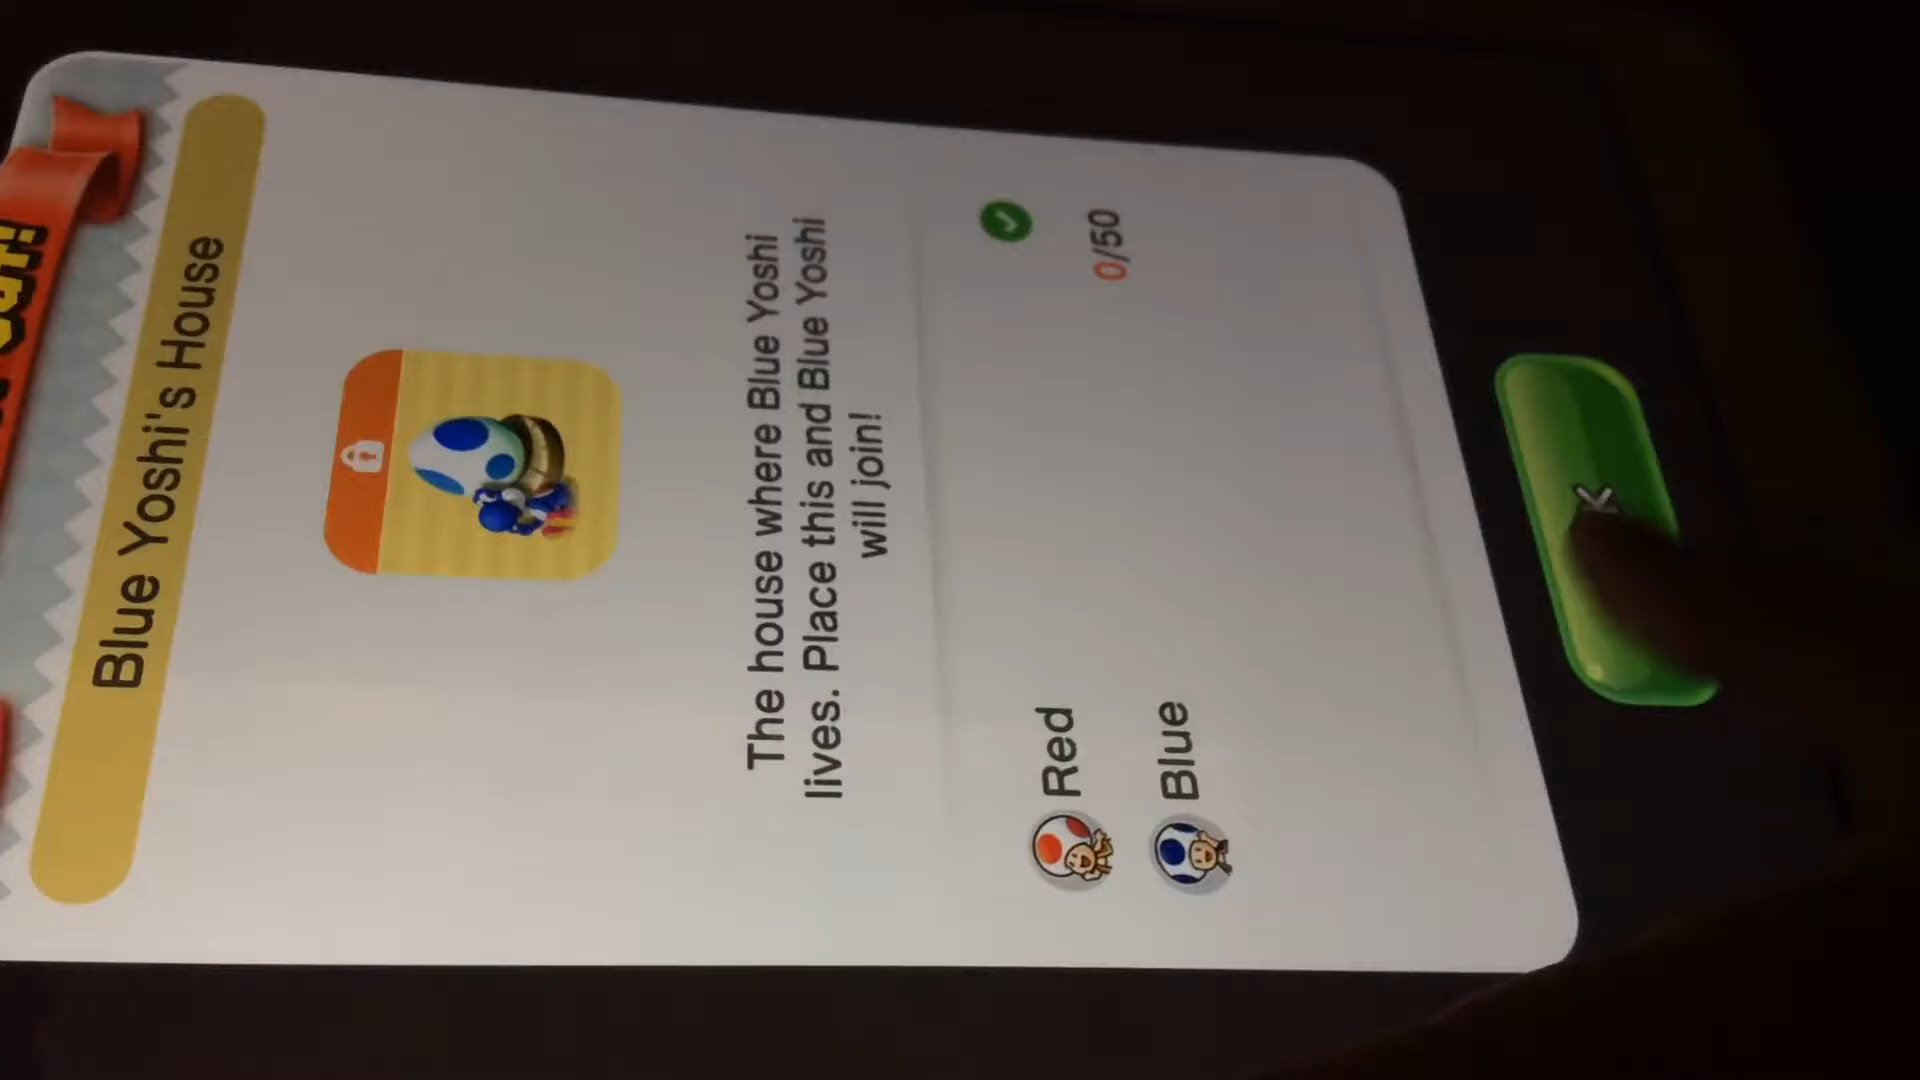 Blue Yoshi's House
The house where Blue Yoshi
lives. Place this and Blue Yoshi
will join!
Red
Blue 0/50